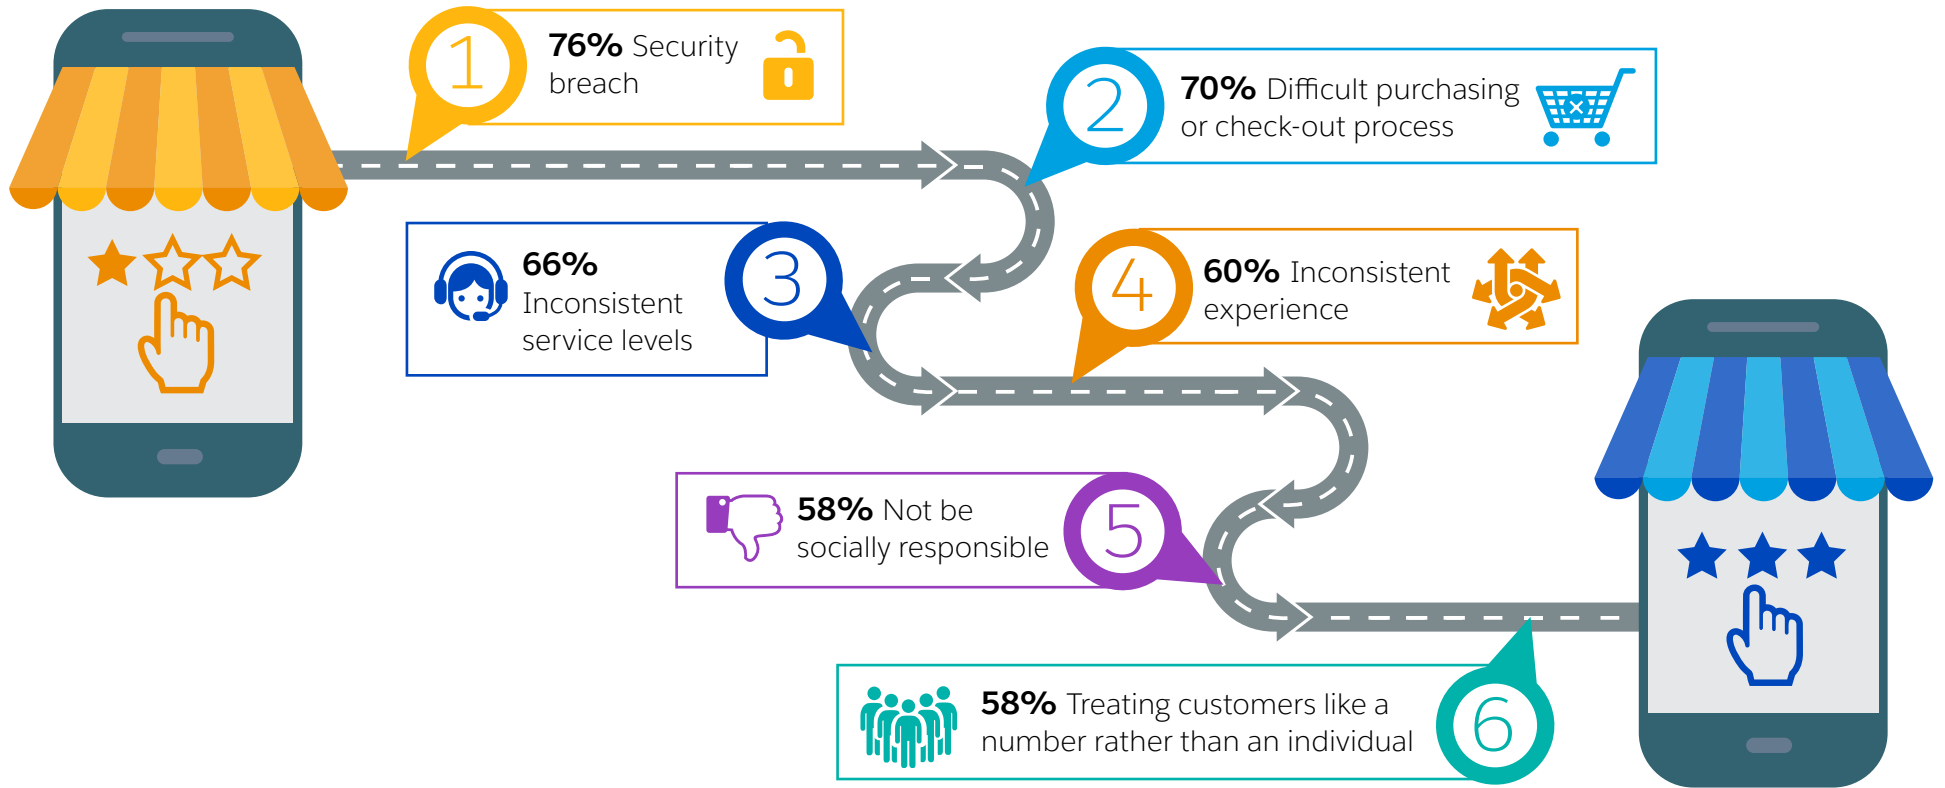 1
76% Security
breach
2
70% Difficult purchasing
or check-out process
3
66%
Inconsistent
service levels
4
60% Inconsistent
experience
5
58% Not be
socially responsible
6
58% Treating customers like a
number rather than an individual